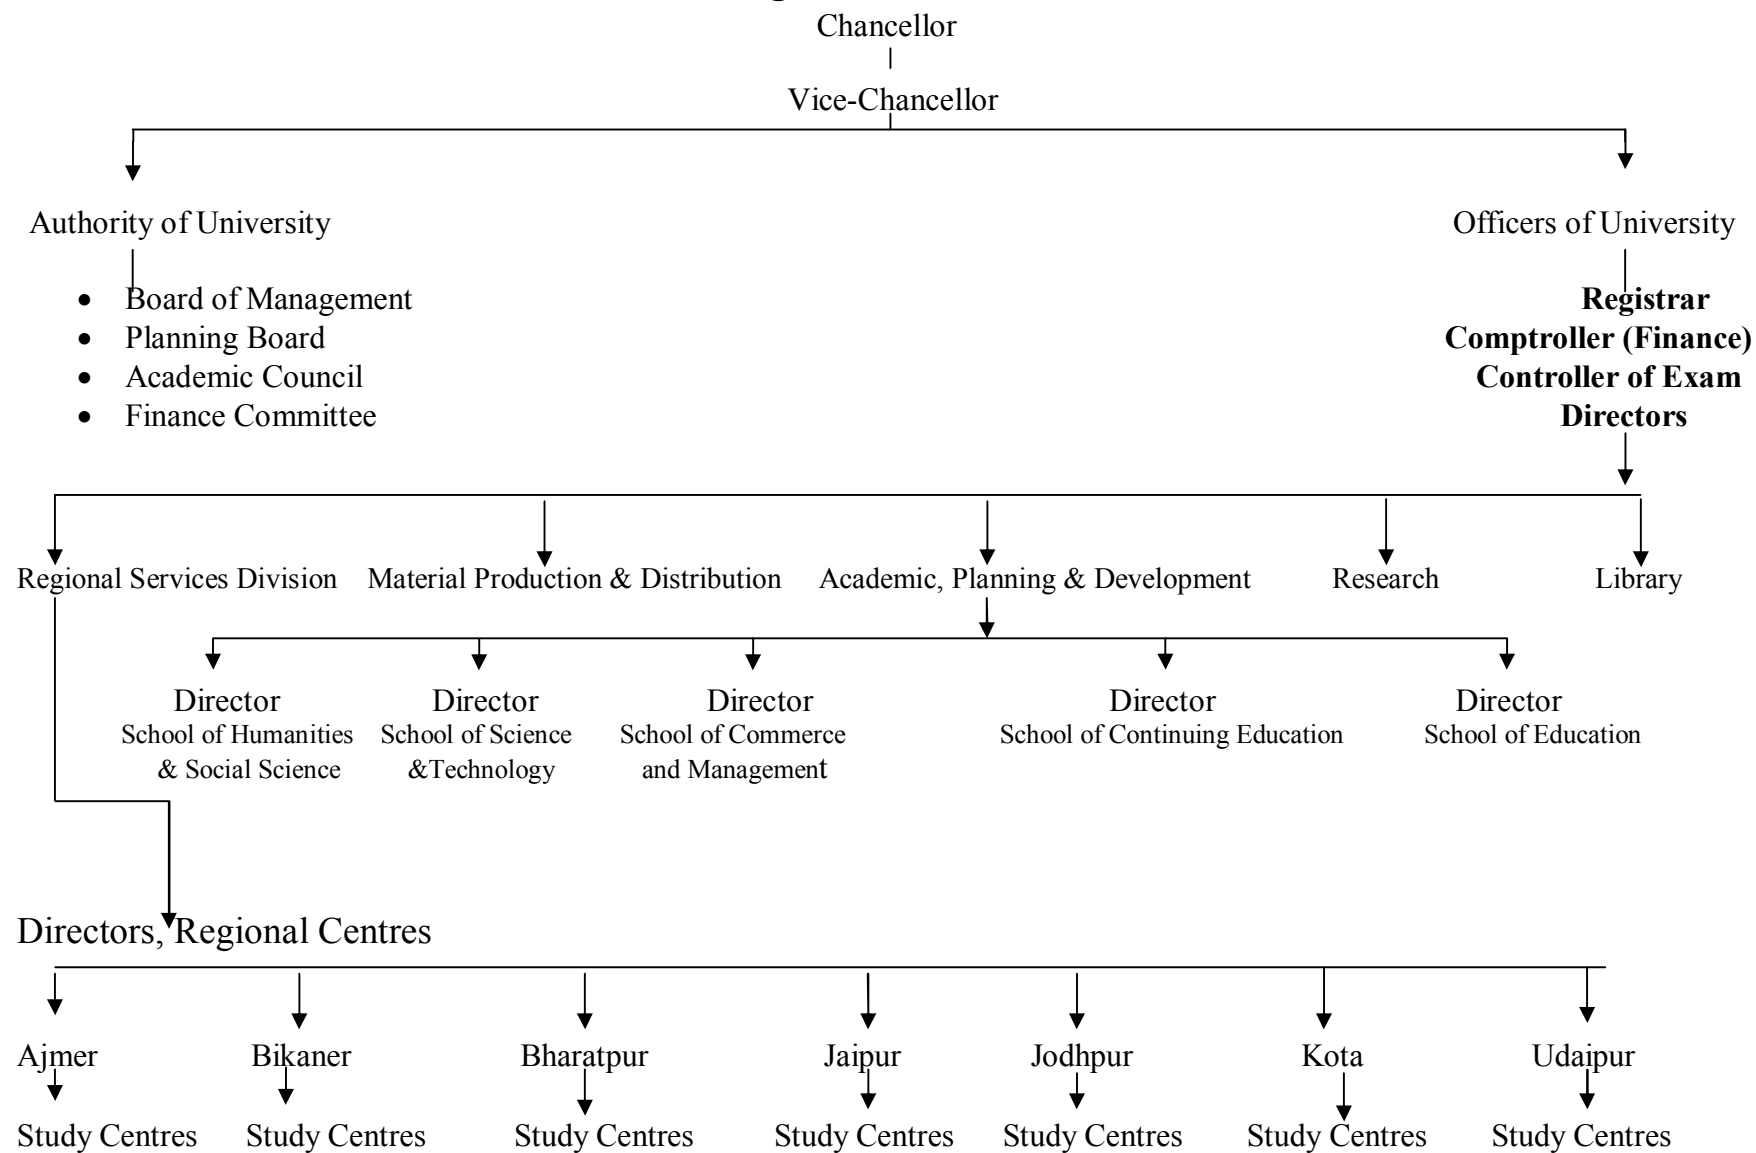 Chancellor
Vice-Chancellor
Authority of University
Officers of University
• Board of Management
• Planning Board
• Academic Council
• Finance Committee
Registrar
Comptroller (Finance)
Controller of Exam
Directors
Regional Services Division
Material Production & Distribution
Academic, Planning & Development
Research
Library
Director
School of Humanities
& Social Science
Director
School of Science
&Technology
Director
School of Commerce
and Management
Director
School of Continuing Education
Director
School of Education
Directors, Regional Centres
Ajmer
Bikaner
Bharatpur
Jaipur
Jodhpur
Kota
Udaipur
Study Centres
Study Centres
Study Centres
Study Centres
Study Centres
Study Centres
Study Centres